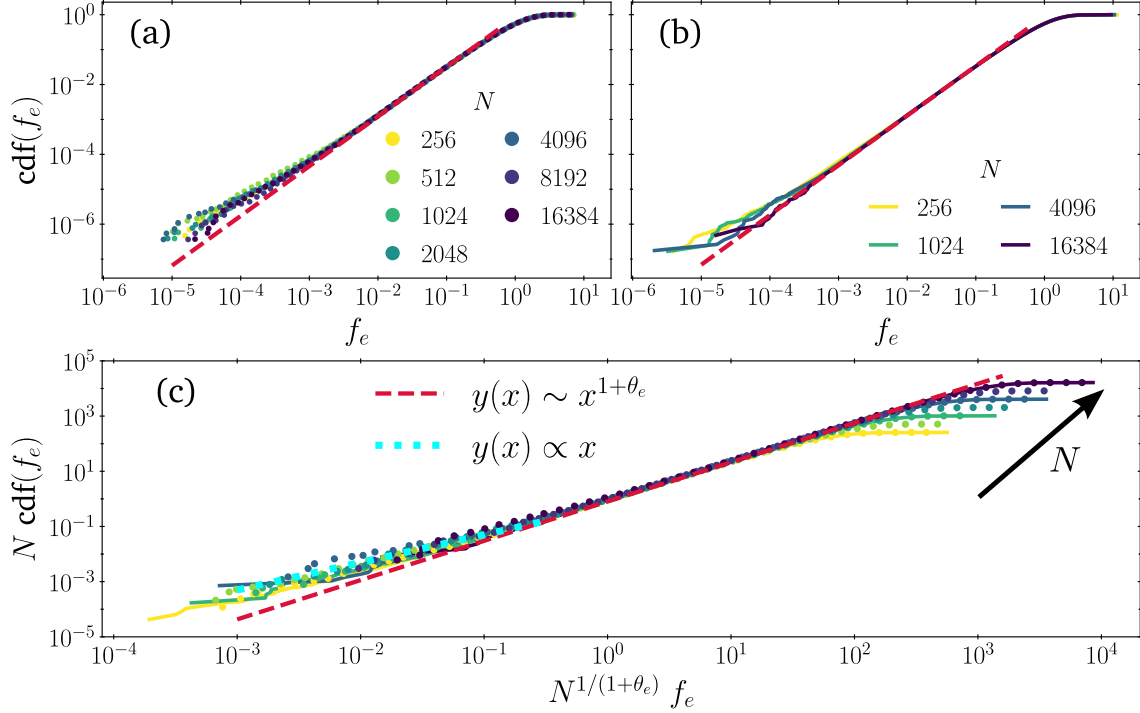 (a)
cdf(f_e)
10^0
10^{-2}
10^{-4}
10^{-6}
N
256
512
1024
2048
4096
8192
16384
10^{-6} 10^{-5} 10^{-4} 10^{-3} 10^{-2} 10^{-1} 10^0 10^1
f_e
(b)
N
256
1024
4096
16384
10^{-6} 10^{-5} 10^{-4} 10^{-3} 10^{-2} 10^{-1} 10^0 10^1
f_e
(c)
N cdf(f_e)
10^5
10^3
10^1
10^{-1}
10^{-3}
10^{-5}
y(x) ∼ x^{1+θ_e}
y(x) ∝ x
N
10^{-4} 10^{-3} 10^{-2} 10^{-1} 10^0 10^1 10^2 10^3 10^4
N^{1/(1+θ_e)} f_e